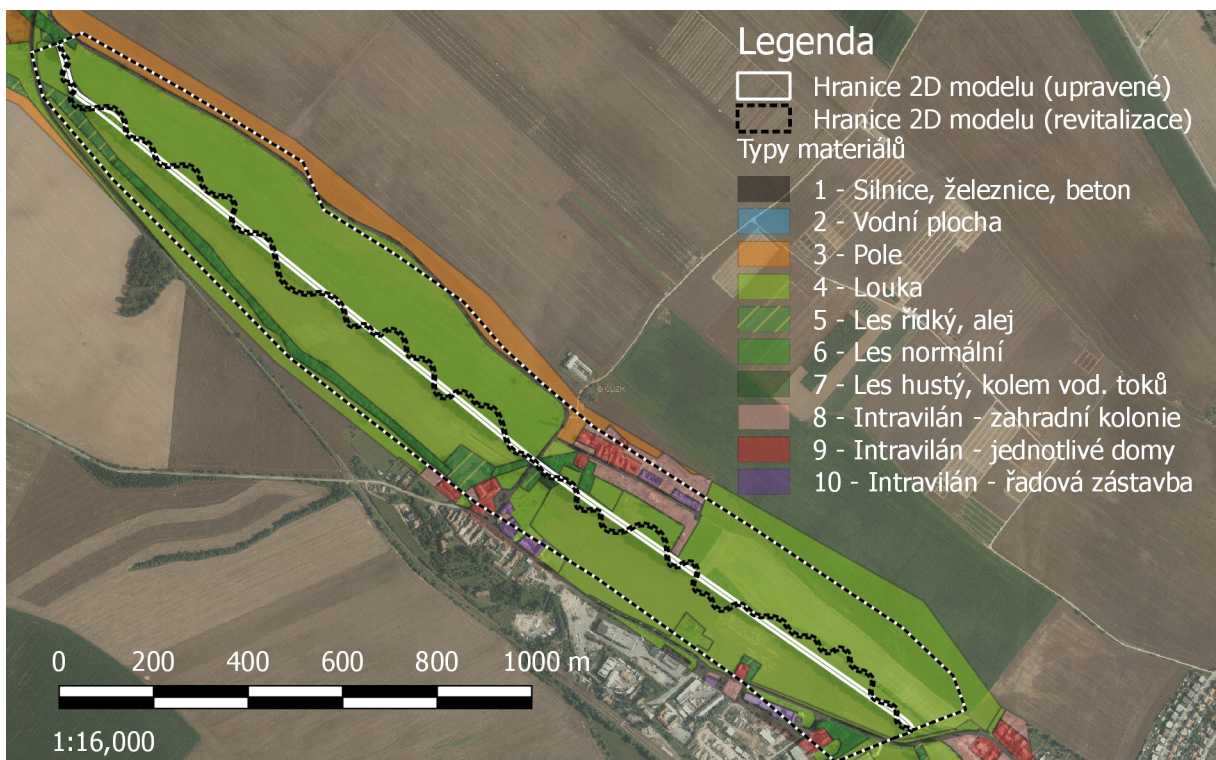 Legenda
Hranice 2D modelu (upravené)
Hranice 2D modelu (revitalizace)
Typy materiálů
1 - Silnice, železnice, beton
2 - Vodní plocha
3 - Pole
4 - Louka
5 - Les řídký, alej
6 - Les normální
7 - Les hustý, kolem vod. toků
8 - Intravilán - zahradní kolonie
9 - Intravilán - jednotlivé domy
10 - Intravilán - řadová zástavba
© ČÚZK
0 200 400 600 800 1000 m
1:16,000